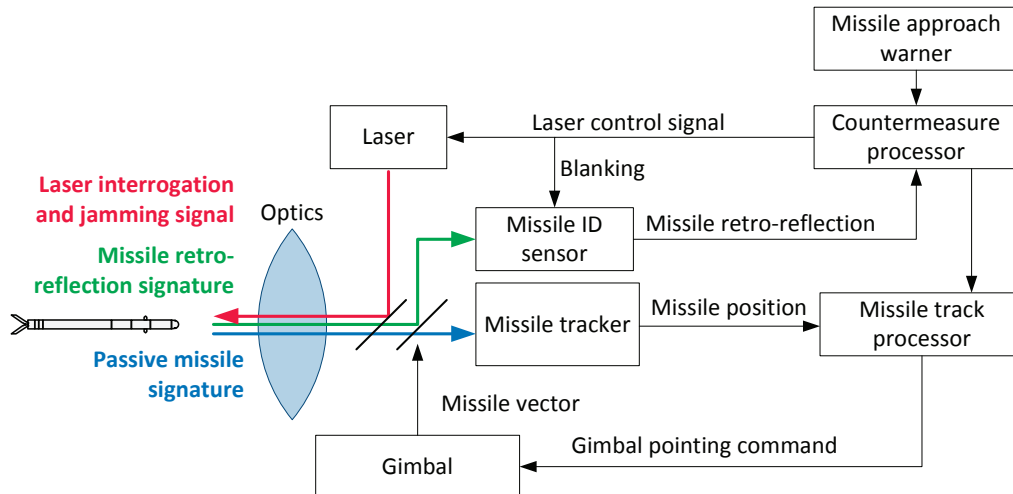 Missile approach
warner
Laser
Laser control signal
Countermeasure
processor
Blanking
Laser interrogation
and jamming signal
Optics
Missile ID
sensor
Missile retro-reflection
Missile retro-
reflection signature
Missile tracker
Missile position
Missile track
processor
Passive missile
signature
Missile vector
Gimbal pointing command
Gimbal